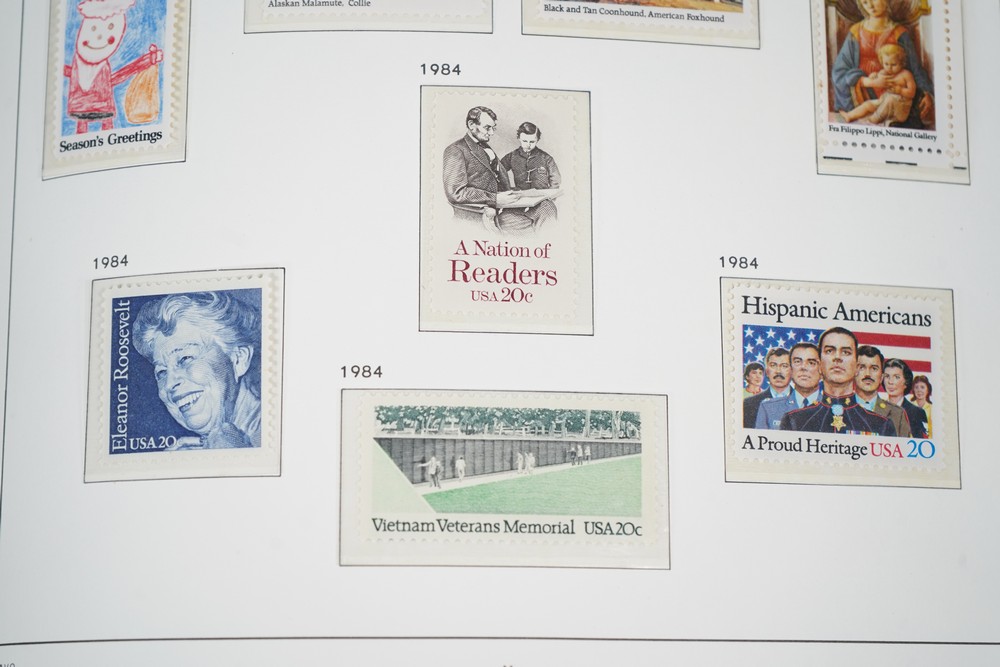 Alaskan Malamute, Collie
Black and Tan Coonhound, American Foxhound
Season's Greetings
Fra Filippo Lippi, National Gallery
1984
A Nation of
Readers
USA 20c
1984
Eleanor Roosevelt
USA 20c
1984
Hispanic Americans
A Proud Heritage USA 20
1984
Vietnam Veterans Memorial USA 20c